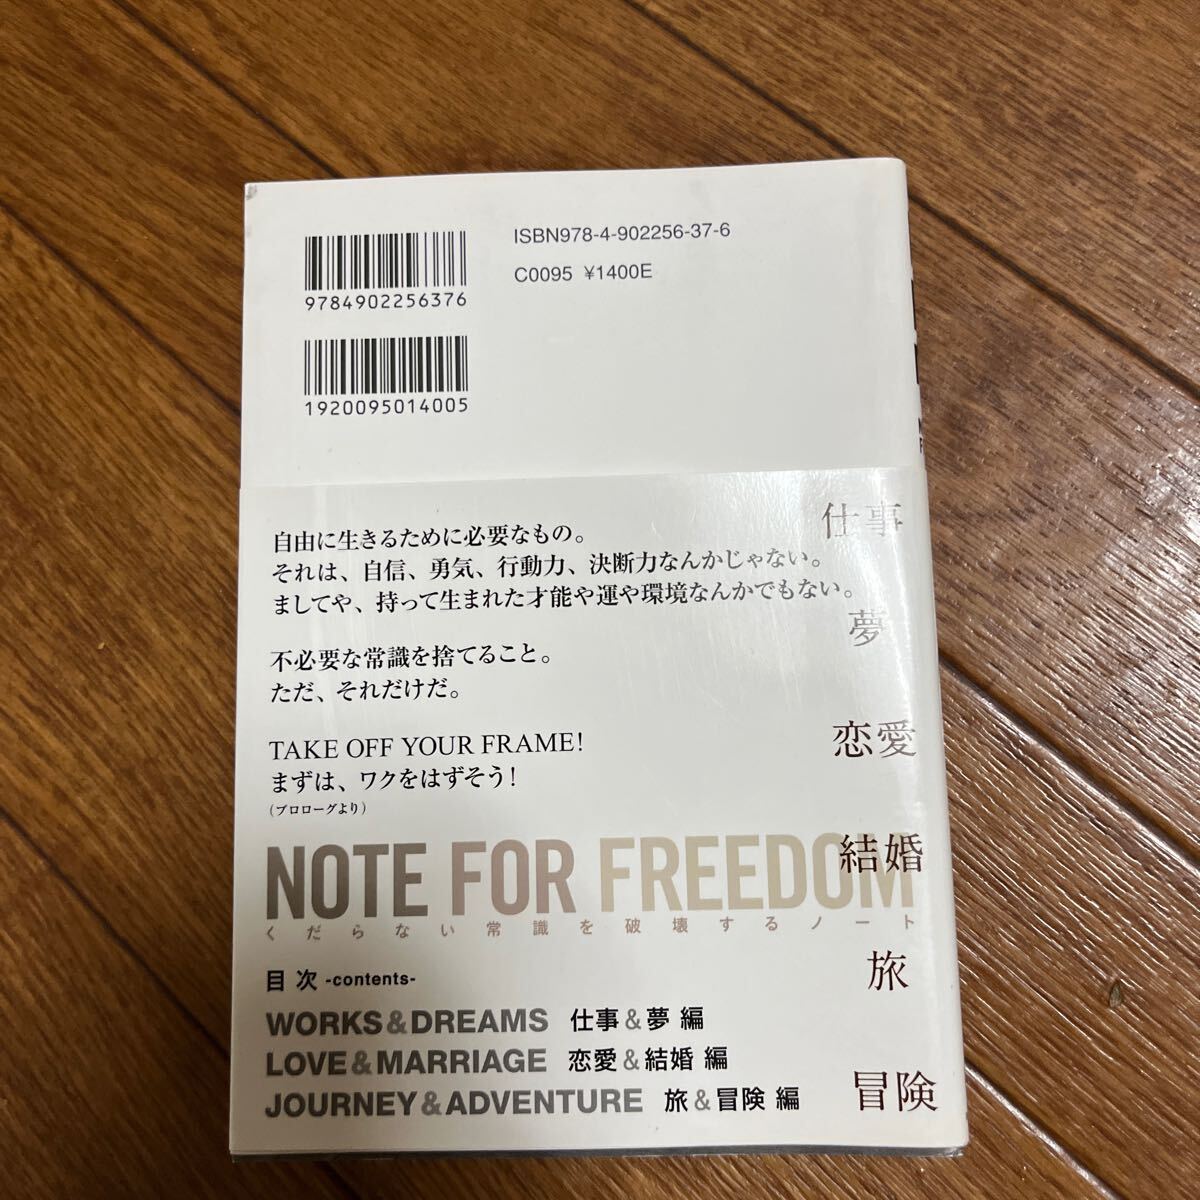 ISBN978-4-902256-37-6
C0095 ¥1400E
9784902256376
1920095014005
自由に生きるために必要なもの。
それは、自信、勇気、行動力、決断力なんかじゃない。
ましてや、持って生まれた才能や運や環境なんかでもない。
不必要な常識を捨てること。
ただ、それだけだ。
TAKE OFF YOUR FRAME!
まずは、ワクをはずそう!
(プロローグより)
NOTE FOR FREEDOM
くだらない常識を破壊するノート
目次 -contents-
WORKS&DREAMS 仕事&夢 編
LOVE&MARRIAGE 恋愛&結婚 編
JOURNEY&ADVENTURE 旅&冒険 編
仕事
夢
恋愛
結婚
旅
冒険